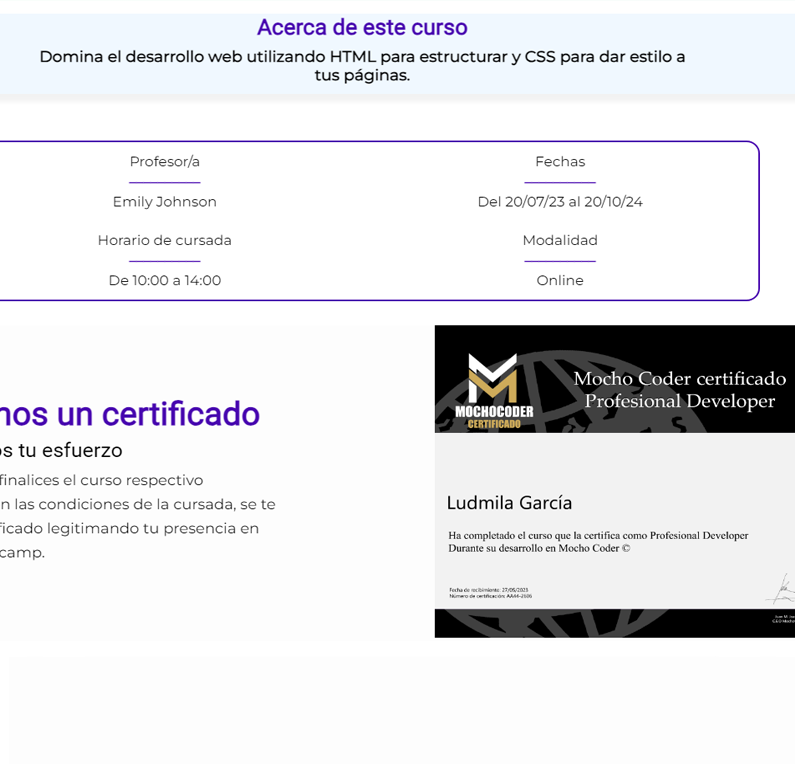 Acerca de este curso
Domina el desarrollo web utilizando HTML para estructurar y CSS para dar estilo a
tus páginas.
Profesor/a
Fechas
Emily Johnson
Del 20/07/23 al 20/10/24
Horario de cursada
Modalidad
De 10:00 a 14:00
Online
nos un certificado
os tu esfuerzo
finalices el curso respectivo
n las condiciones de la cursada, se te
ficado legitimando tu presencia en
camp.
MOCHOCODER
CERTIFICADO
Mocho Coder certificado
Profesional Developer
Ludmila García
Ha completado el curso que la certifica como Profesional Developer
Durante su desarrollo en Mocho Coder ©
Fecha de recibimiento: 27/05/2023
Número de certificación: AA44-2506